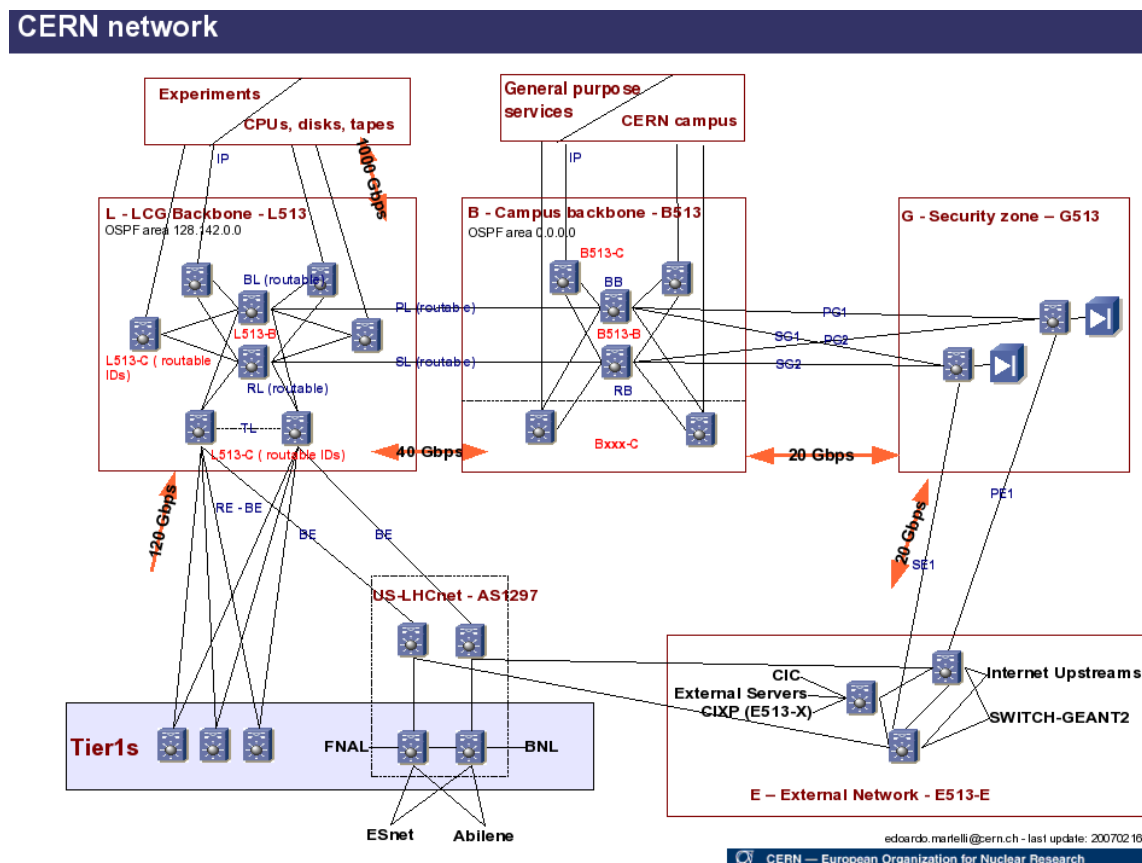 CERN network
Experiments
CPUs, disks, tapes
General purpose
services
CERN campus
IP
1000 Gbps
IP
L - LCG Backbone - L513
OSPF area 128.142.0.0
B - Campus backbone - B513
OSPF area 0.0.0.0
G - Security zone – G513
B513-C
BL (routable)
BB
PL (routable)
PG1
L513-B
B513-B
SG1
PG2
L513-C ( routable
IDs)
SL (routable)
SG2
RL (routable)
RB
TL
Bxxx-C
L513-C ( routable IDs)
40 Gbps
20 Gbps
120 Gbps
RE - BE
BE
BE
PE1
20 Gbps
SE1
US-LHCnet - AS1297
CIC
External Servers
CIXP (E513-X)
Internet Upstreams
SWITCH-GEANT2
Tier1s
FNAL
BNL
E – External Network - E513-E
ESnet
Abilene
edoardo.martelli@cern.ch - last update: 20070216
CERN — European Organization for Nuclear Research